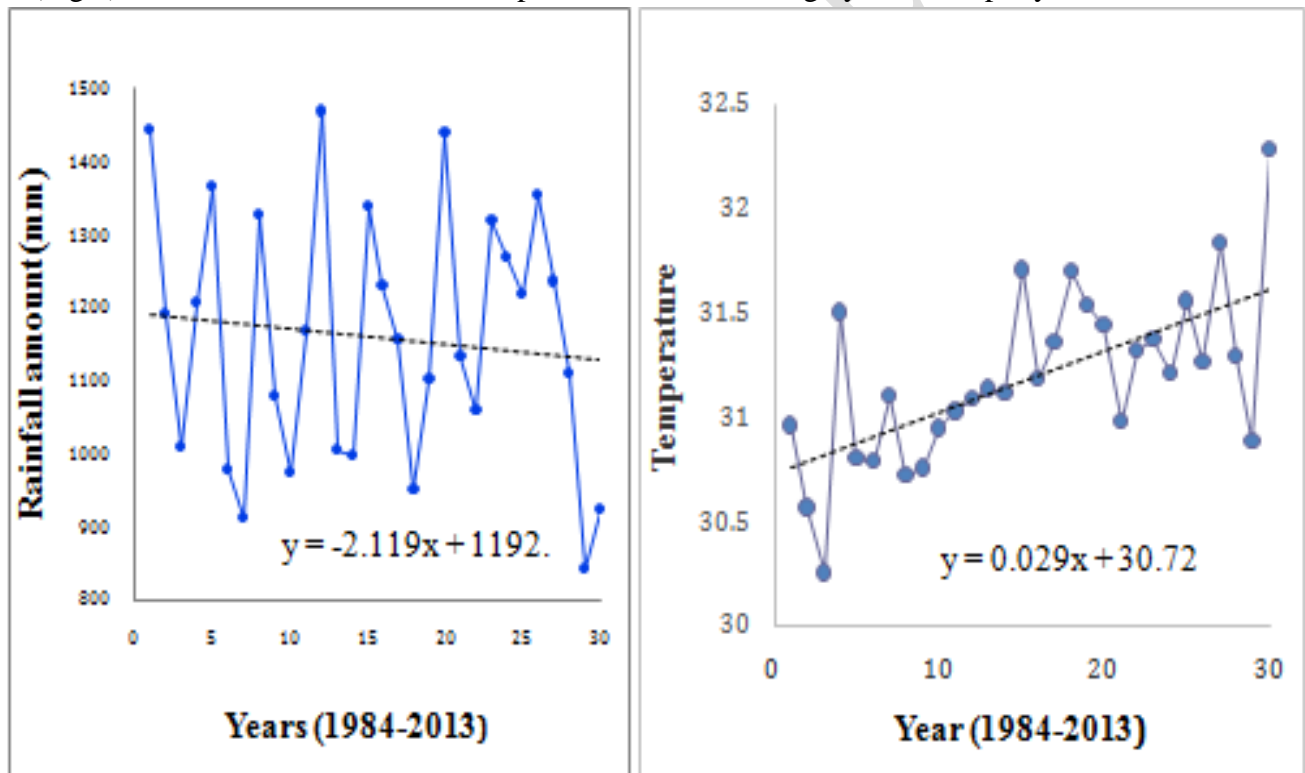 1500
1400
1300
1200
1100
1000
900
800
0 5 10 15 20 25 30
Rainfall amount (mm)
y = -2.119x + 1192.
Years (1984-2013)
32.5
32
31.5
31
30.5
30
0 10 20 30
Temperature
y = 0.029x + 30.72
Year (1984-2013)